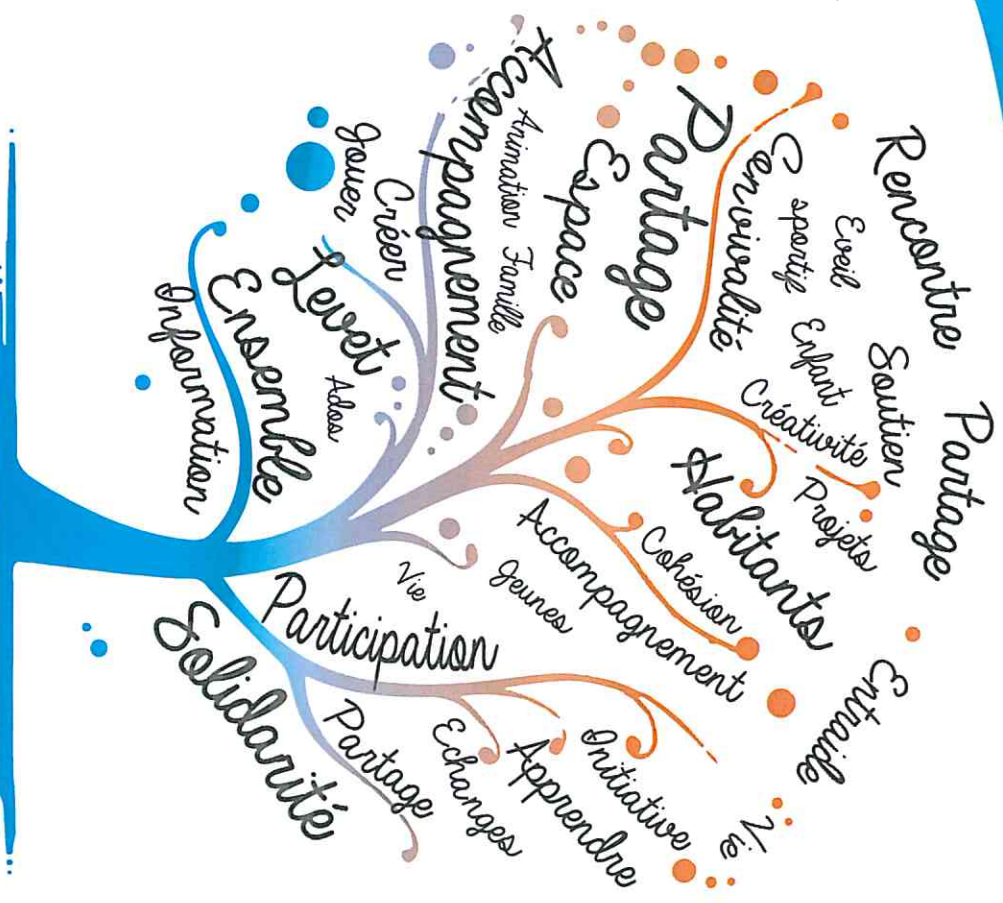 Rencontre
Partage
Entraide
Vie
Eveil
sportif
Soutien
Enfant
Créativité
Projets
Convivalité
Partage
Espace
Habitants
Cohésion
Accompagnement
Jeunes
Vie
Accompagnement
Animation Famille
Jouer
Créer
Levet
Ados
Ensemble
Information
Participation
Initiative
Apprendre
Echanges
Partage
Solidarité